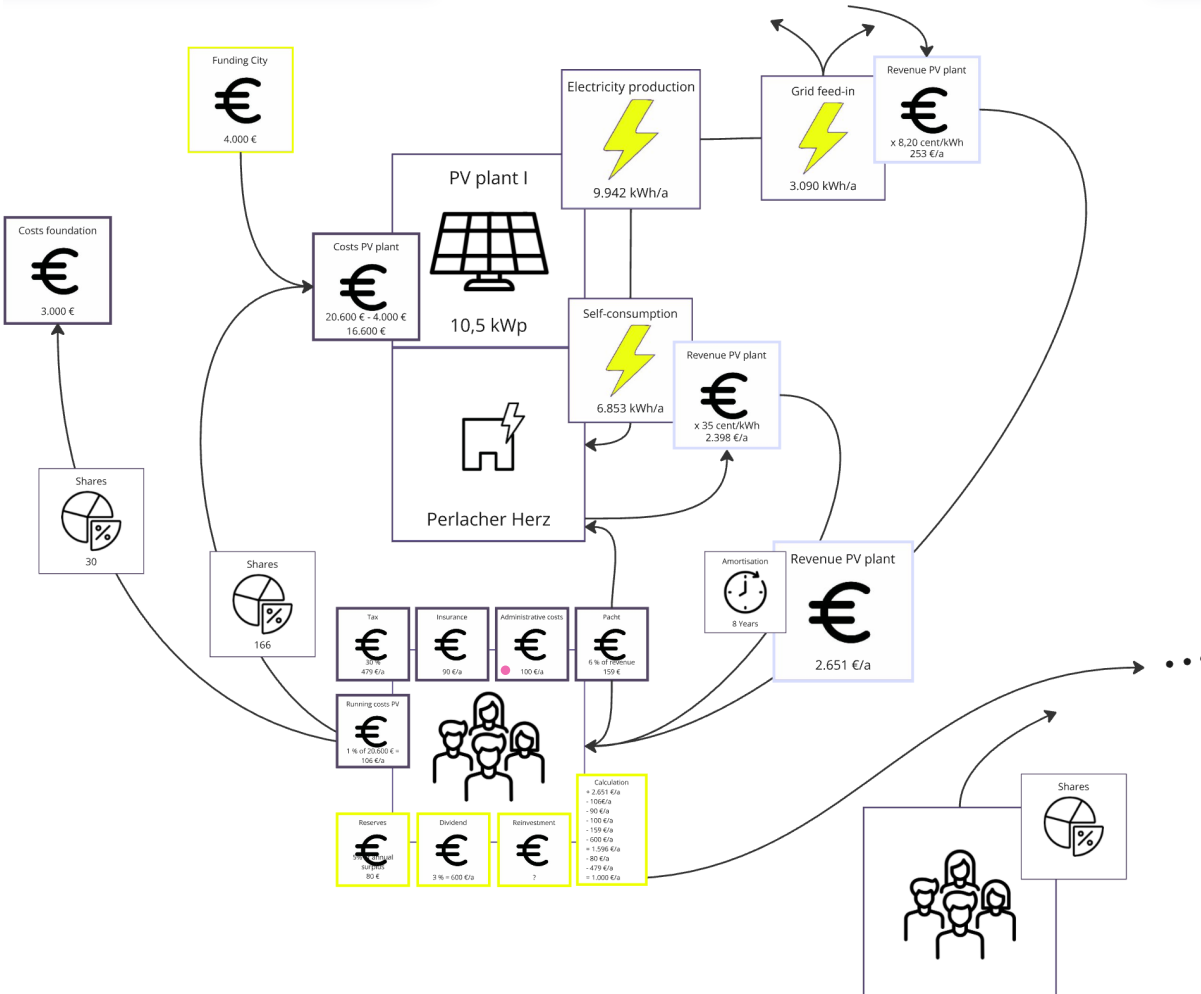 Funding City
4.000 €
Costs foundation
3.000 €
Costs PV plant
20.600 € - 4.000 €
16.600 €
PV plant I
10,5 kWp
Electricity production
9.942 kWh/a
Grid feed-in
3.090 kWh/a
Revenue PV plant
x 8,20 cent/kWh
253 €/a
Self-consumption
6.853 kWh/a
Revenue PV plant
x 35 cent/kWh
2.398 €/a
Perlacher Herz
Shares
30
Shares
166
Amortisation
8 Years
Revenue PV plant
2.651 €/a
Tax
30 %
479 €/a
Insurance
90 €/a
Administrative costs
100 €/a
Pacht
6 % of revenue
159 €
Running costs PV
1 % of 20.600 € =
106 €/a
Reserves
annual
surplus
80 €
Dividend
3 % = 600 €/a
Reinvestment
?
Calculation
+ 2.651 €/a
- 106€/a
- 90 €/a
- 100 €/a
- 159 €/a
- 600 €/a
= 1.596 €/a
- 80 €/a
- 479 €/a
= 1.000 €/a
Shares